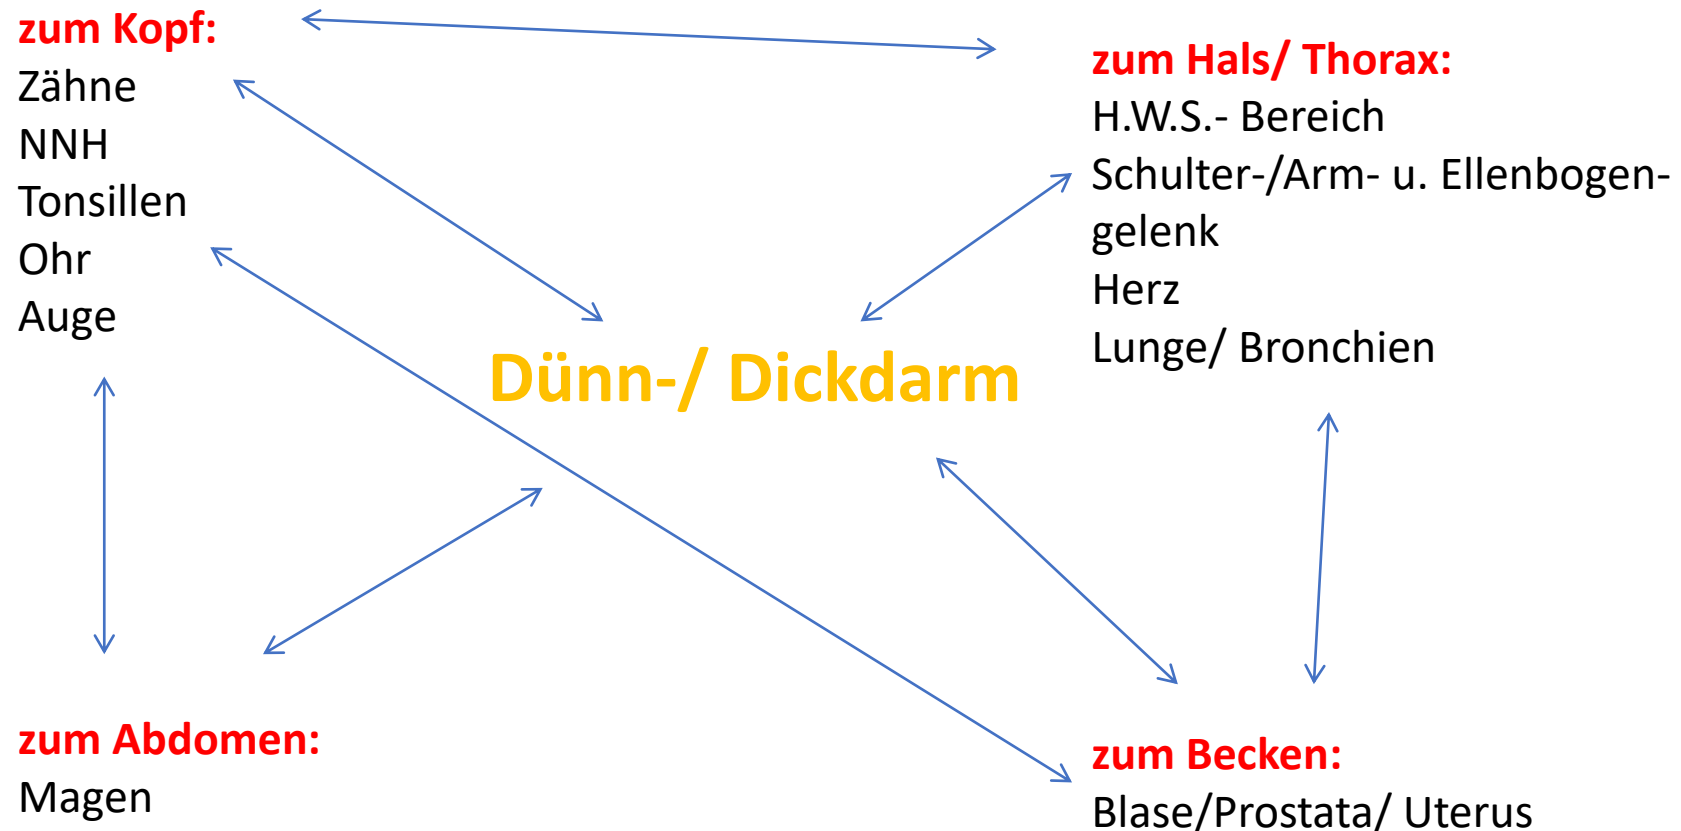 zum Kopf:
Zähne
NNH
Tonsillen
Ohr
Auge
zum Hals/ Thorax:
H.W.S.- Bereich
Schulter-/Arm- u. Ellenbogen-
gelenk
Herz
Lunge/ Bronchien
Dünn-/ Dickdarm
zum Abdomen:
Magen
zum Becken:
Blase/Prostata/ Uterus